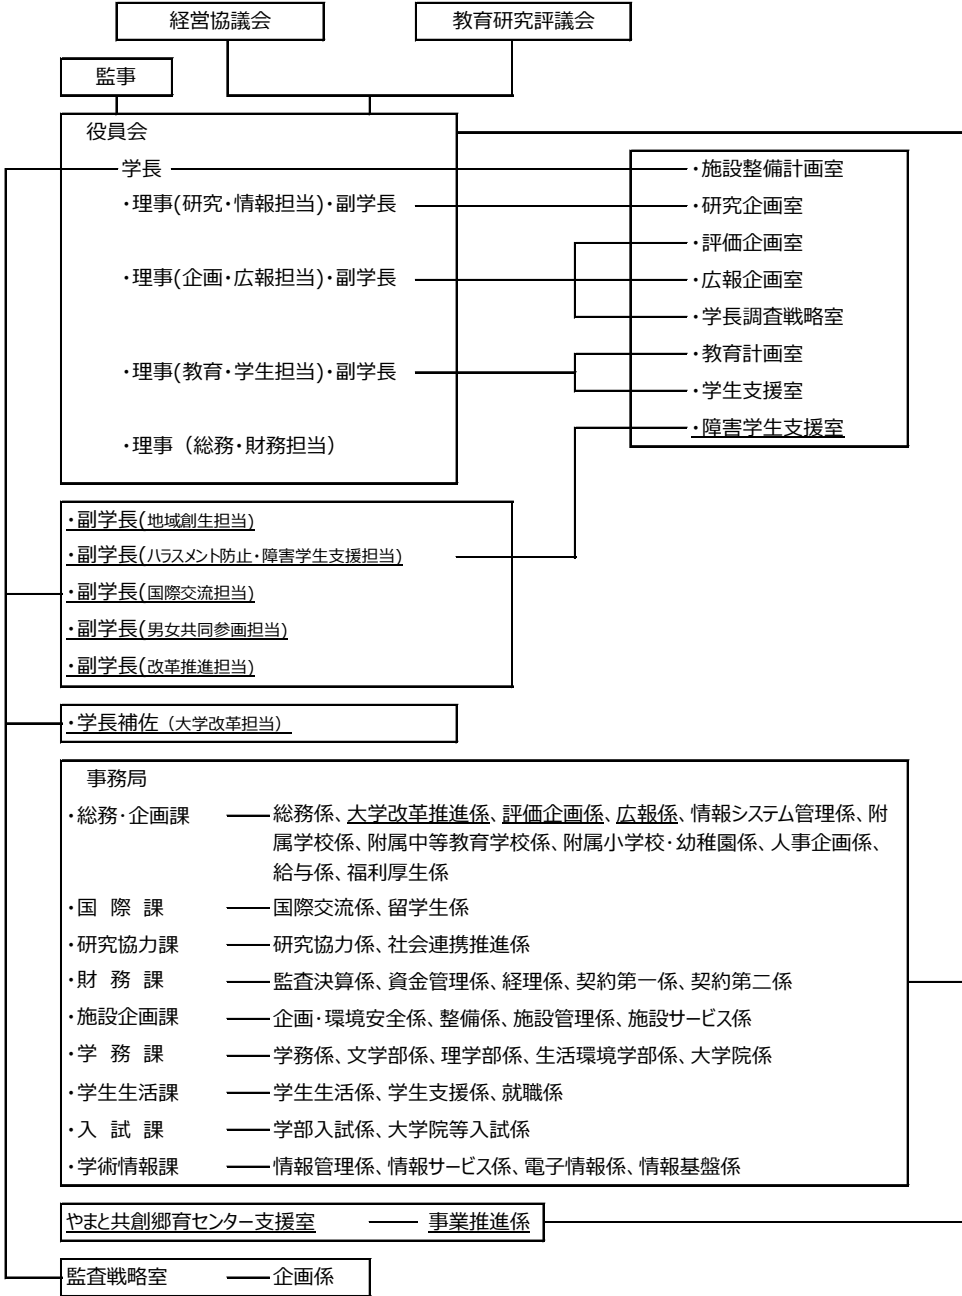 経営協議会
教育研究評議会
監事
役員会
学長
・施設整備計画室
・理事(研究・情報担当)・副学長
・研究企画室
・評価企画室
・理事(企画・広報担当)・副学長
・広報企画室
・学長調査戦略室
・教育計画室
・理事(教育・学生担当)・副学長
・学生支援室
・障害学生支援室
・理事（総務・財務担当）
・副学長(地域創生担当)
・副学長(ハラスメント防止・障害学生支援担当)
・副学長(国際交流担当)
・副学長(男女共同参画担当)
・副学長(改革推進担当)
・学長補佐（大学改革担当）
事務局
・総務・企画課 総務係、大学改革推進係、評価企画係、広報係、情報システム管理係、附
属学校係、附属中等教育学校係、附属小学校・幼稚園係、人事企画係、
給与係、福利厚生係
・国 際 課 国際交流係、留学生係
・研究協力課 研究協力係、社会連携推進係
・財 務 課 監査決算係、資金管理係、経理係、契約第一係、契約第二係
・施設企画課 企画・環境安全係、整備係、施設管理係、施設サービス係
・学 務 課 学務係、文学部係、理学部係、生活環境学部係、大学院係
・学生生活課 学生生活係、学生支援係、就職係
・入 試 課 学部入試係、大学院等入試係
・学術情報課 情報管理係、情報サービス係、電子情報係、情報基盤係
やまと共創郷育センター支援室 事業推進係
監査戦略室 企画係